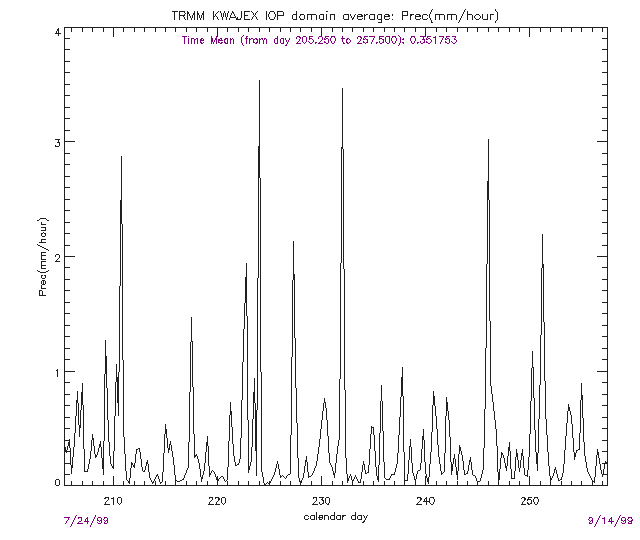 TRMM KWAJEX IOP domain average: Prec(mm/hour)
Time Mean (from day 205.250 to 257.500): 0.351753
4
3
2
1
0
Prec(mm/hour)
210 220 230 240 250
calendar day
7/24/99 9/14/99